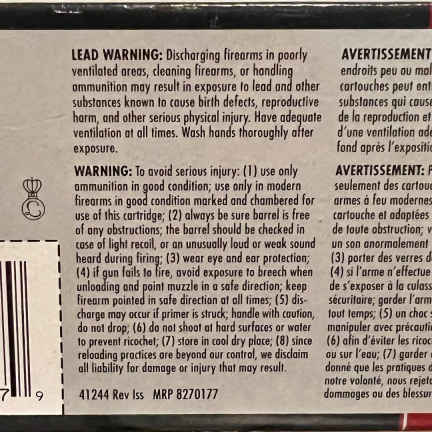 LEAD WARNING: Discharging firearms in poorly
ventilated areas, cleaning firearms, or handling
ammunition may result in exposure to lead and other
substances known to cause birth defects, reproductive
harm, and other serious physical injury. Have adequate
ventilation at all times. Wash hands thoroughly after
exposure.
WARNING: To avoid serious injury: (1) use only
ammunition in good condition; use only in modern
firearms in good condition marked and chambered for
use of this cartridge; (2) always be sure barrel is free
of any obstructions; the barrel should be checked in
case of light recoil, or an unusually loud or weak sound
heard during firing; (3) wear eye and ear protection;
(4) if gun fails to fire, avoid exposure to breech when
unloading and point muzzle in a safe direction; keep
firearm pointed in safe direction at all times; (5) dis-
charge may occur if primer is struck; handle with caution,
do not drop; (6) do not shoot at hard surfaces or water
to prevent ricochet; (7) store in cool dry place; (8) since
reloading practices are beyond our control, we disclaim
all liability for damage or injury that may result.
41244 Rev Iss MRP 8270177
AVERTISSEMENT
endroits peu ou mal
cartouches peut
substances qui
de la reproduction et
d'une ventilation
fond après
AVERTISSEMENT:
seulement des
armes à feu modernes
cartouche et adaptées
de toute obstruction;
un son anormalement
(3) porter des verres
(4) si l'arme n'effectue
de s'exposer à la
sécuritaire; garder
tout temps; (5) un
manipuler avec
(6) afin d'éviter les
ou sur l'eau; (7) garder
donné que les pratiques
notre volonté, nous
dommages ou des
7 9